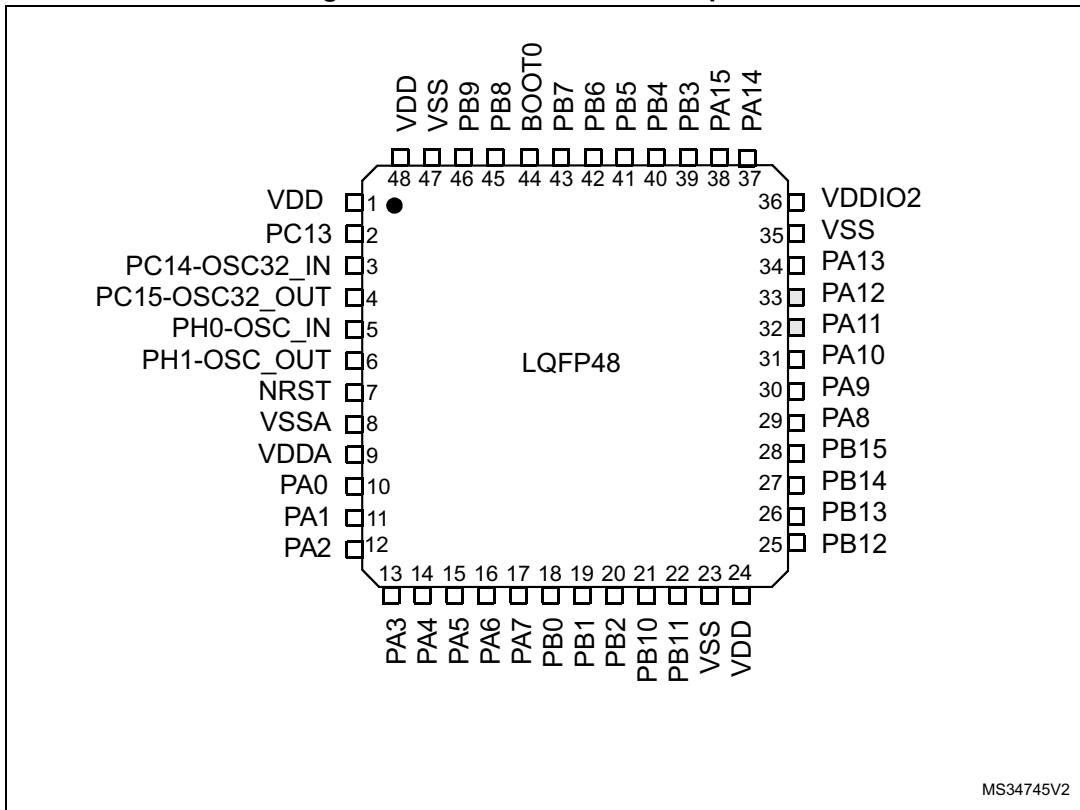 VDD
VSS
PB9
PB8
BOOT0
PB7
PB6
PB5
PB4
PB3
PA15
PA14
48 47 46 45 44 43 42 41 40 39 38 37
VDD 1
PC13 2
PC14-OSC32_IN 3
PC15-OSC32_OUT 4
PH0-OSC_IN 5
PH1-OSC_OUT 6
NRST 7
VSSA 8
VDDA 9
PA0 10
PA1 11
PA2 12
LQFP48
36 VDDIO2
35 VSS
34 PA13
33 PA12
32 PA11
31 PA10
30 PA9
29 PA8
28 PB15
27 PB14
26 PB13
25 PB12
13 14 15 16 17 18 19 20 21 22 23 24
PA3
PA4
PA5
PA6
PA7
PB0
PB1
PB2
PB10
PB11
VSS
VDD
MS34745V2